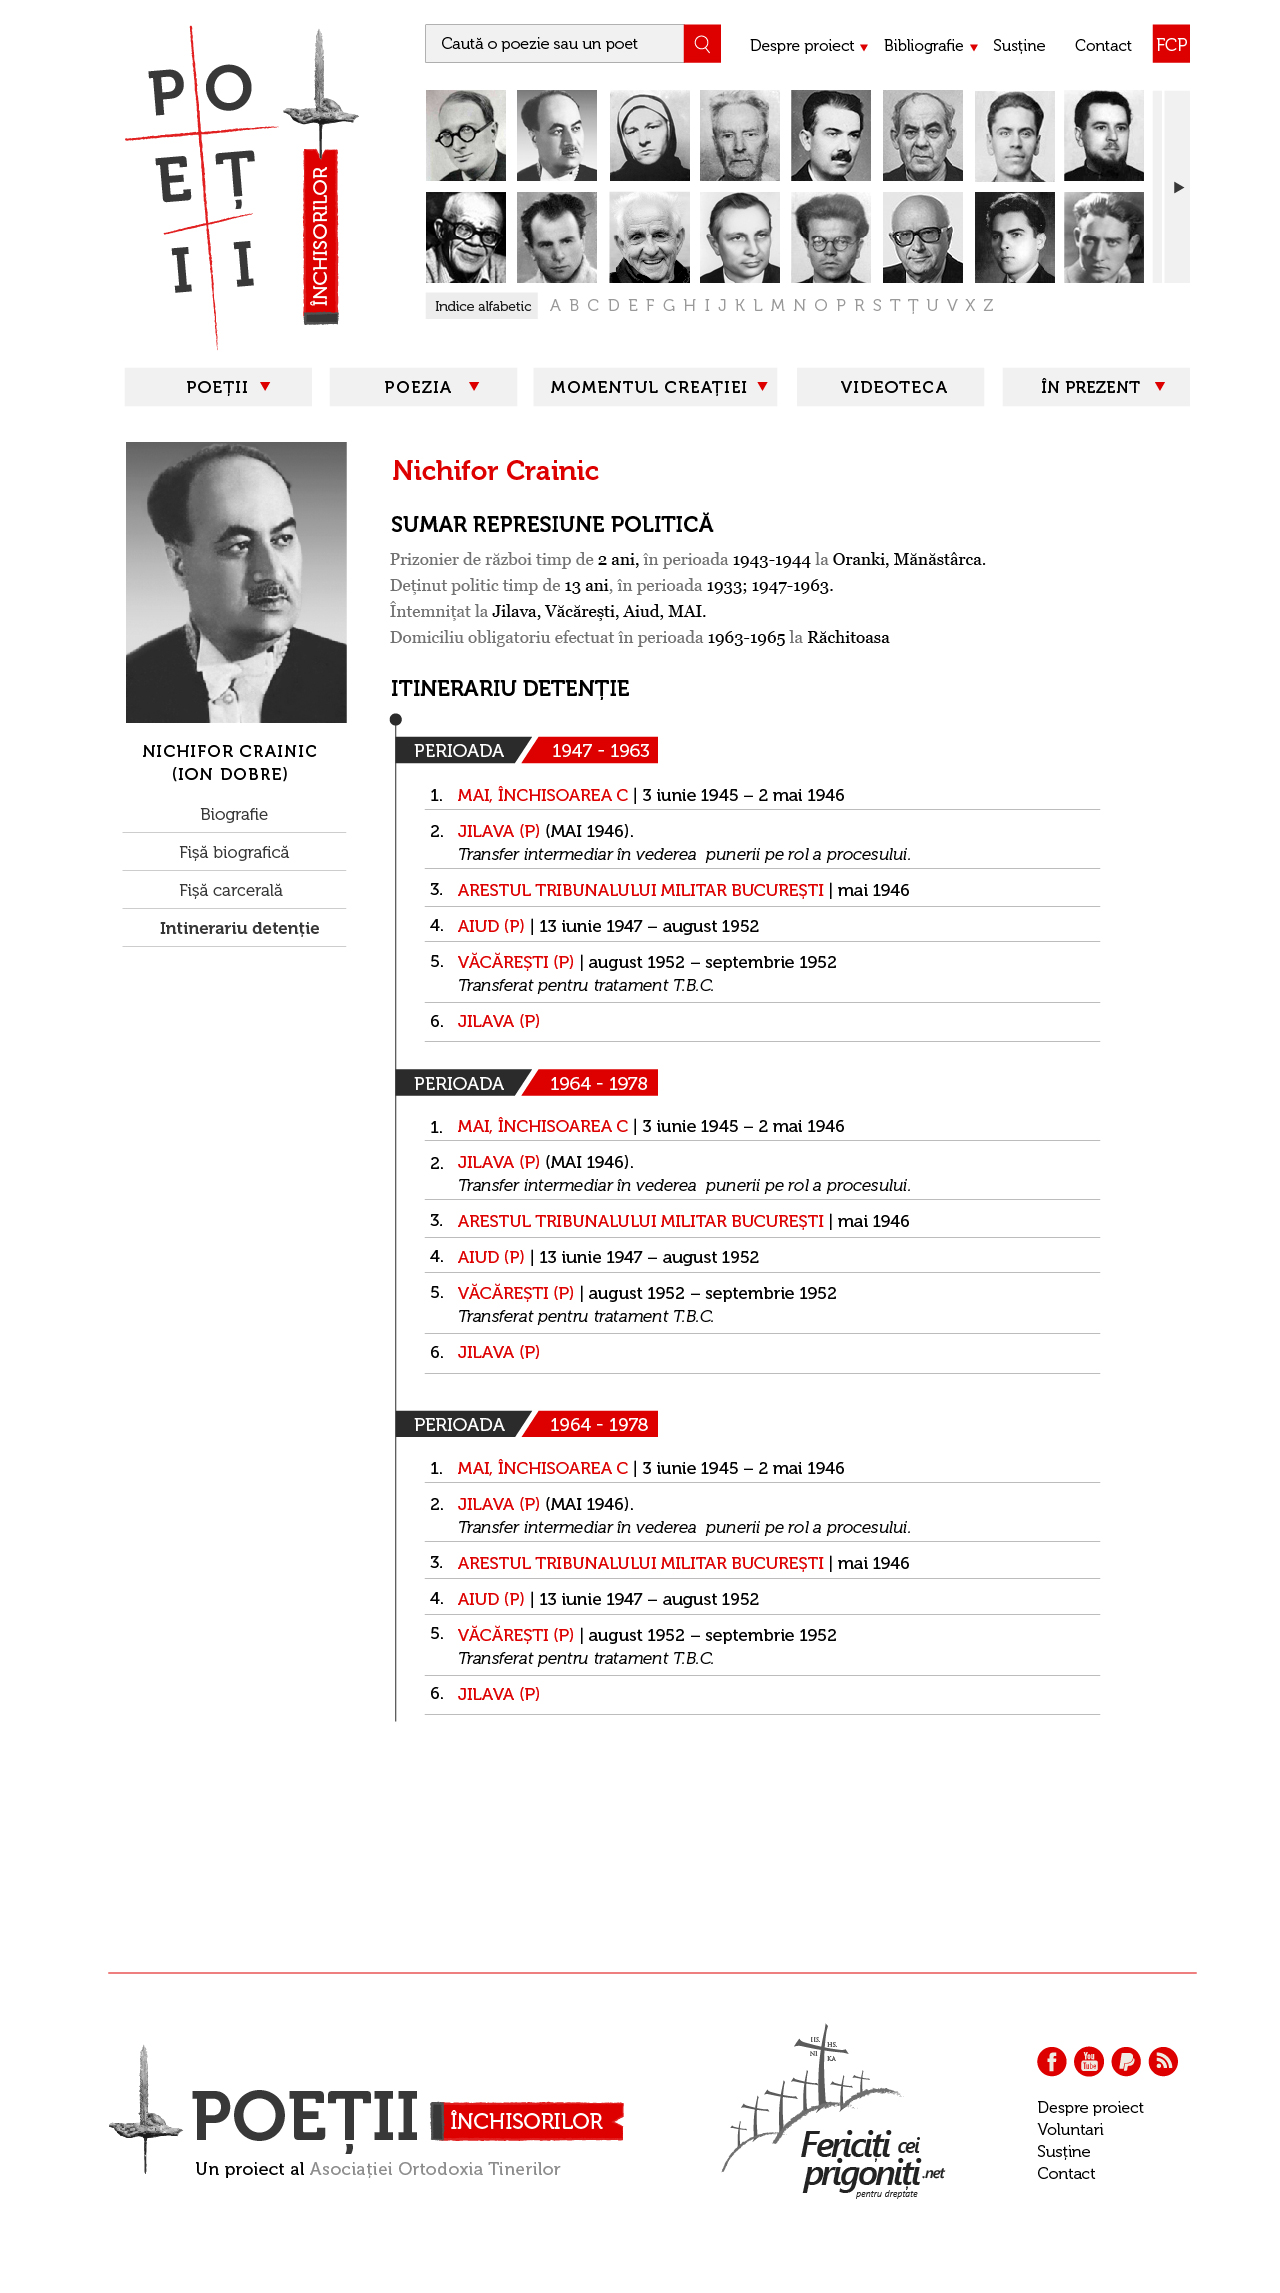 POEȚII
ÎNCHISORILOR
Caută o poezie sau un poet
Despre proiect
Bibliografie
Susține
Contact
FCP
Indice alfabetic
A B C D E F G H I J K L M N O P R S T Ț U V X Z
POEȚII
POEZIA
MOMENTUL CREAȚIEI
VIDEOTECA
ÎN PREZENT
NICHIFOR CRAINIC
(ION DOBRE)
Biografie
Fișă biografică
Fișă carcerală
Intinerariu detenție
Nichifor Crainic
SUMAR REPRESIUNE POLITICĂ
Prizonier de război timp de 2 ani, în perioada 1943-1944 la Oranki, Mănăstârca.
Deținut politic timp de 13 ani, în perioada 1933; 1947-1963.
Întemnițat la Jilava, Văcărești, Aiud, MAI.
Domiciliu obligatoriu efectuat în perioada 1963-1965 la Răchitoasa
ITINERARIU DETENȚIE
PERIOADA 1947 - 1963
1. MAI, ÎNCHISOAREA C | 3 iunie 1945 – 2 mai 1946
2. JILAVA (P) (MAI 1946).
Transfer intermediar în vederea punerii pe rol a procesului.
3. ARESTUL TRIBUNALULUI MILITAR BUCUREȘTI | mai 1946
4. AIUD (P) | 13 iunie 1947 – august 1952
5. VĂCĂREȘTI (P) | august 1952 – septembrie 1952
Transferat pentru tratament T.B.C.
6. JILAVA (P)
PERIOADA 1964 - 1978
1. MAI, ÎNCHISOAREA C | 3 iunie 1945 – 2 mai 1946
2. JILAVA (P) (MAI 1946).
Transfer intermediar în vederea punerii pe rol a procesului.
3. ARESTUL TRIBUNALULUI MILITAR BUCUREȘTI | mai 1946
4. AIUD (P) | 13 iunie 1947 – august 1952
5. VĂCĂREȘTI (P) | august 1952 – septembrie 1952
Transferat pentru tratament T.B.C.
6. JILAVA (P)
PERIOADA 1964 - 1978
1. MAI, ÎNCHISOAREA C | 3 iunie 1945 – 2 mai 1946
2. JILAVA (P) (MAI 1946).
Transfer intermediar în vederea punerii pe rol a procesului.
3. ARESTUL TRIBUNALULUI MILITAR BUCUREȘTI | mai 1946
4. AIUD (P) | 13 iunie 1947 – august 1952
5. VĂCĂREȘTI (P) | august 1952 – septembrie 1952
Transferat pentru tratament T.B.C.
6. JILAVA (P)
POEȚII ÎNCHISORILOR
Un proiect al Asociației Ortodoxia Tinerilor
IIS. HS.
NI KA
Fericiți cei
prigoniți.net
pentru dreptate
You
Tube
Despre proiect
Voluntari
Susține
Contact